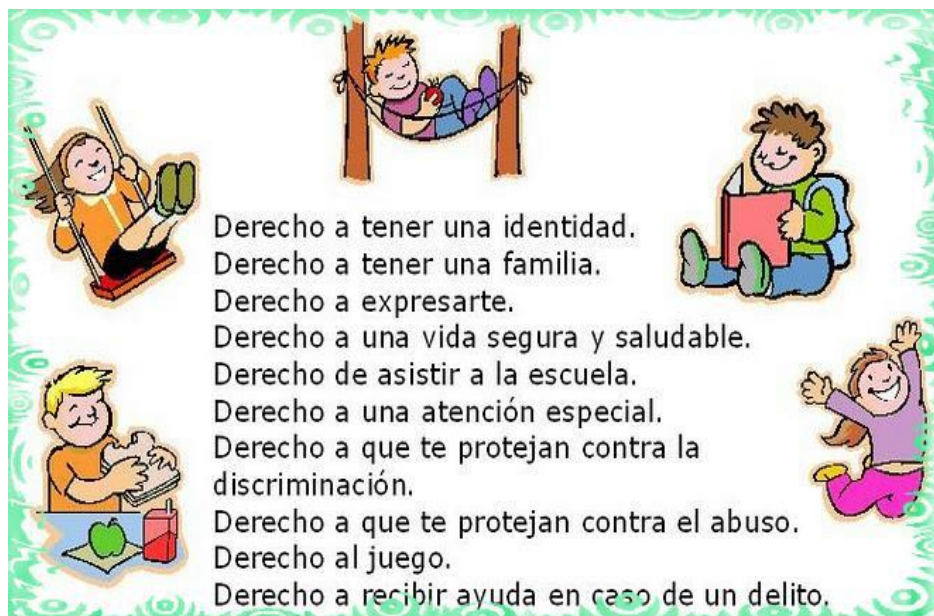 Derecho a tener una identidad.
Derecho a tener una familia.
Derecho a expresarte.
Derecho a una vida segura y saludable.
Derecho de asistir a la escuela.
Derecho a una atención especial.
Derecho a que te protejan contra la
discriminación.
Derecho a que te protejan contra el abuso.
Derecho al juego.
Derecho a recibir ayuda en caso de un delito.